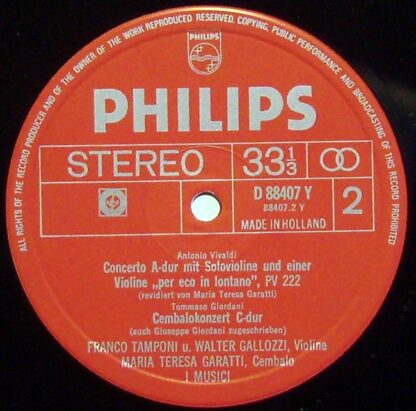 ALL RIGHTS OF THE RECORD PRODUCER AND OF THE OWNER OF THE WORK REPRODUCED RESERVED. COPYING, PUBLIC PERFORMANCE AND BROADCASTING OF THIS RECORD PROHIBITED
PHILIPS
PHILIPS
STEREO 33 1/3
D 88407 Y
88407.2 Y
MADE IN HOLLAND
2
Antonio Vivaldi
Concerto A-dur mit Solovioline und einer
Violine „per eco in lontano", PV 222
(revidiert von Maria Teresa Garatti)
Tommaso Giordani
Cembalokonzert C-dur
(auch Giuseppe Giordani zugeschrieben)
FRANCO TAMPONI u. WALTER GALLOZZI, Violine
MARIA TERESA GARATTI, Cembalo
I MUSICI